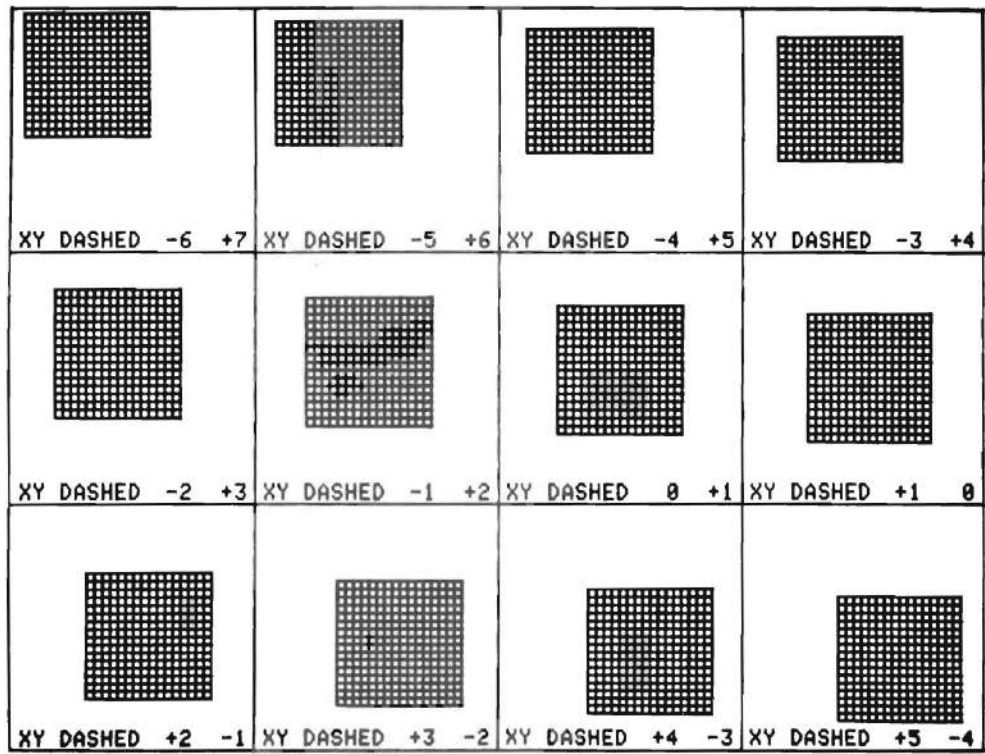 XY DASHED -6 +7
XY DASHED -5 +6
XY DASHED -4 +5
XY DASHED -3 +4
XY DASHED -2 +3
XY DASHED -1 +2
XY DASHED 0 +1
XY DASHED +1 0
XY DASHED +2 -1
XY DASHED +3 -2
XY DASHED +4 -3
XY DASHED +5 -4